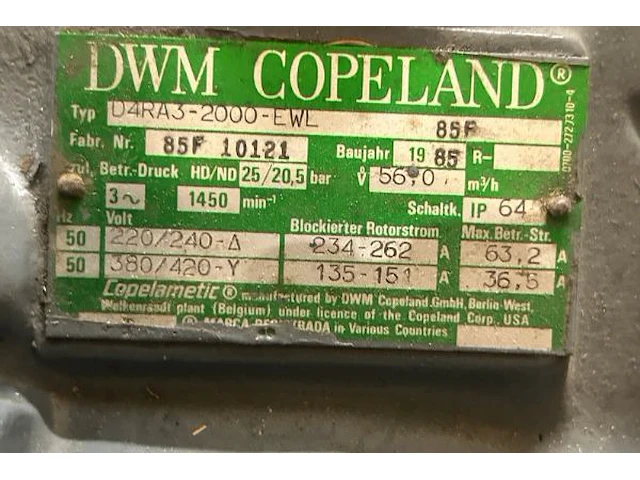 DWM COPELAND®
Typ D4RA3-2000-EWL 85F
Fabr. Nr. 85F 10121 Baujahr 1985 R-
Zul. Betr.-Druck HD/ND 25/20,5 bar V̇ 56,0 m³/h
3~ 1450 min⁻¹ Schaltk. IP 64
Hz Volt Blockierter Rotorstrom. Max. Betr.-Str.
50 220/240-Δ 234-262 A 63,2 A
50 380/420-Y 135-151 A 36,5 A
Copelametic® manufactured by DWM Copeland.GmbH, Berlin-West,
Welkenraedt plant (Belgium) under licence of the Copeland Corp. USA
® MARCA REGISTRADA in Various Countries